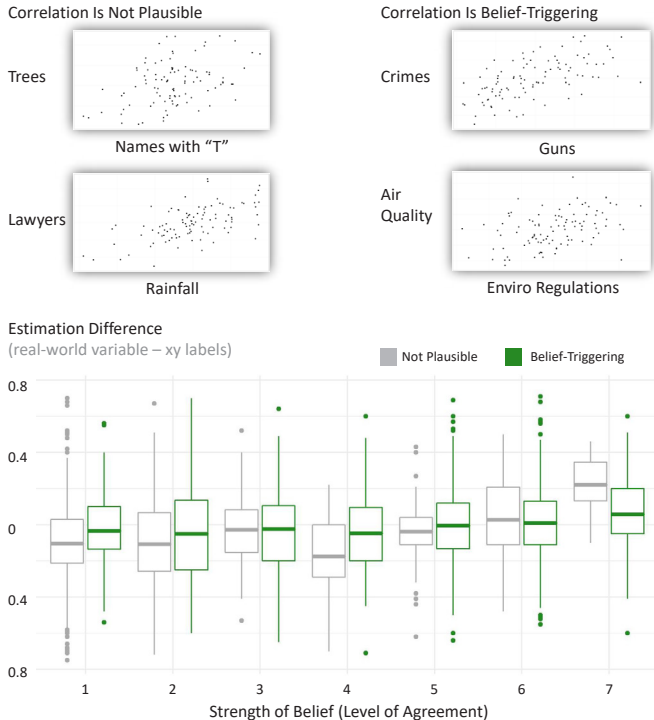 Correlation Is Not Plausible
Correlation Is Belief-Triggering
Trees
Names with “T”
Crimes
Guns
Lawyers
Rainfall
Air
Quality
Enviro Regulations
Estimation Difference
(real-world variable – xy labels)
Not Plausible
Belief-Triggering
0.8
0.4
0
0.4
0.8
1 2 3 4 5 6 7
Strength of Belief (Level of Agreement)